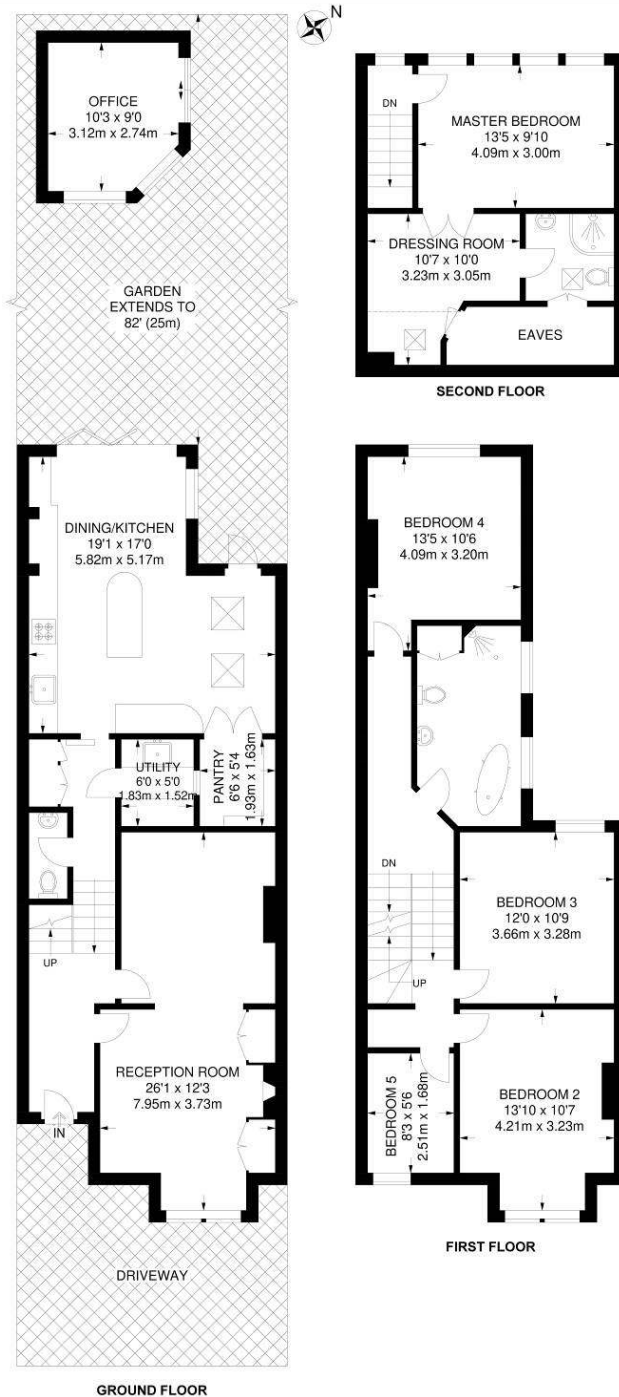 N
OFFICE
10'3 x 9'0
3.12m x 2.74m
GARDEN
EXTENDS TO
82' (25m)
DINING/KITCHEN
19'1 x 17'0
5.82m x 5.17m
UTILITY
6'0 x 5'0
1.83m x 1.52m
PANTRY
6'6 x 5'4
1.93m x 1.63m
UP
RECEPTION ROOM
26'1 x 12'3
7.95m x 3.73m
IN
DRIVEWAY
GROUND FLOOR
DN
MASTER BEDROOM
13'5 x 9'10
4.09m x 3.00m
DRESSING ROOM
10'7 x 10'0
3.23m x 3.05m
EAVES
SECOND FLOOR
BEDROOM 4
13'5 x 10'6
4.09m x 3.20m
DN
UP
BEDROOM 3
12'0 x 10'9
3.66m x 3.28m
BEDROOM 5
8'3 x 5'6
2.51m x 1.68m
BEDROOM 2
13'10 x 10'7
4.21m x 3.23m
FIRST FLOOR